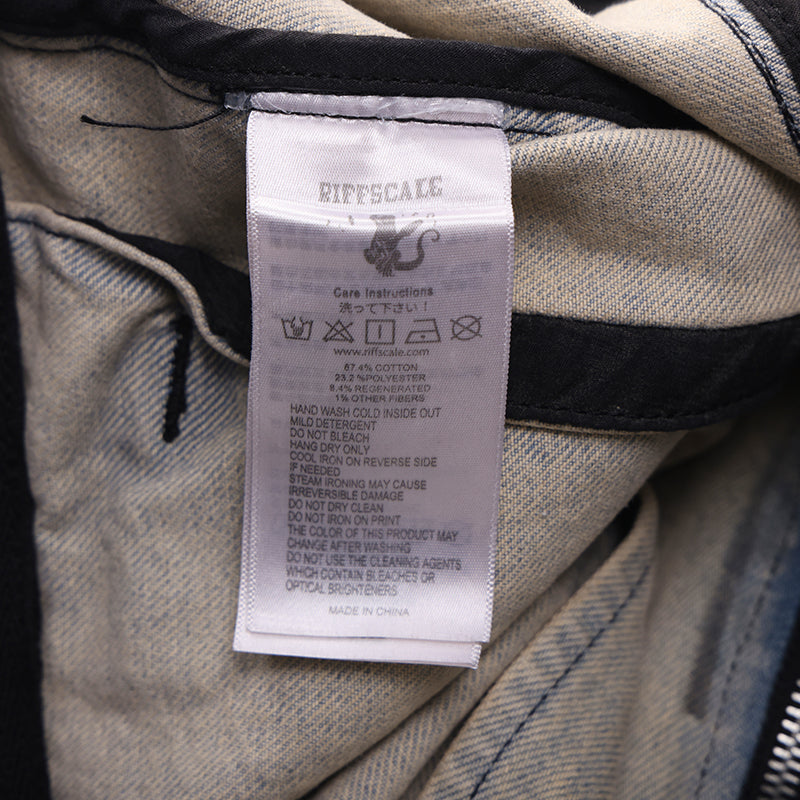 RIFFSCALE
Care Instructions
洗って下さい！
www.riffscale.com
67.4% COTTON
23.2% POLYESTER
8.4% REGENERATED
1% OTHER FIBERS
HAND WASH COLD INSIDE OUT
MILD DETERGENT
DO NOT BLEACH
HANG DRY ONLY
COOL IRON ON REVERSE SIDE
IF NEEDED
STEAM IRONING MAY CAUSE
IRREVERSIBLE DAMAGE
DO NOT DRY CLEAN
DO NOT IRON ON PRINT
THE COLOR OF THIS PRODUCT MAY
CHANGE AFTER WASHING
DO NOT USE THE CLEANING AGENTS
WHICH CONTAIN BLEACHES OR
OPTICAL BRIGHTENERS
MADE IN CHINA